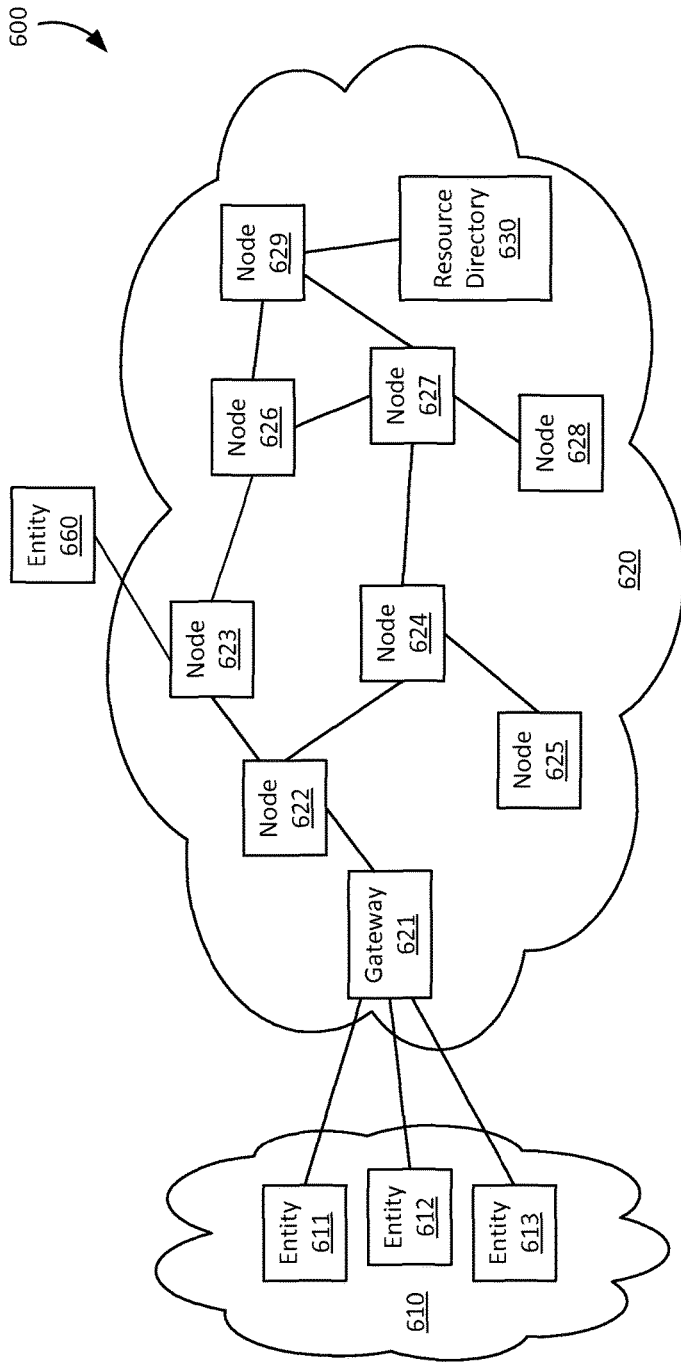 600
Entity
660
Node
629
Node
626
Node
623
Node
622
Resource
Directory
630
Node
627
Node
624
Gateway
621
Node
628
Node
625
620
Entity
611
Entity
612
Entity
613
610